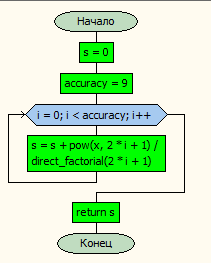 Начало
s = 0
accuracy = 9
i = 0; i < accuracy; i++
s = s + pow(x, 2 * i + 1) /
direct_factorial(2 * i + 1)
return s
Конец